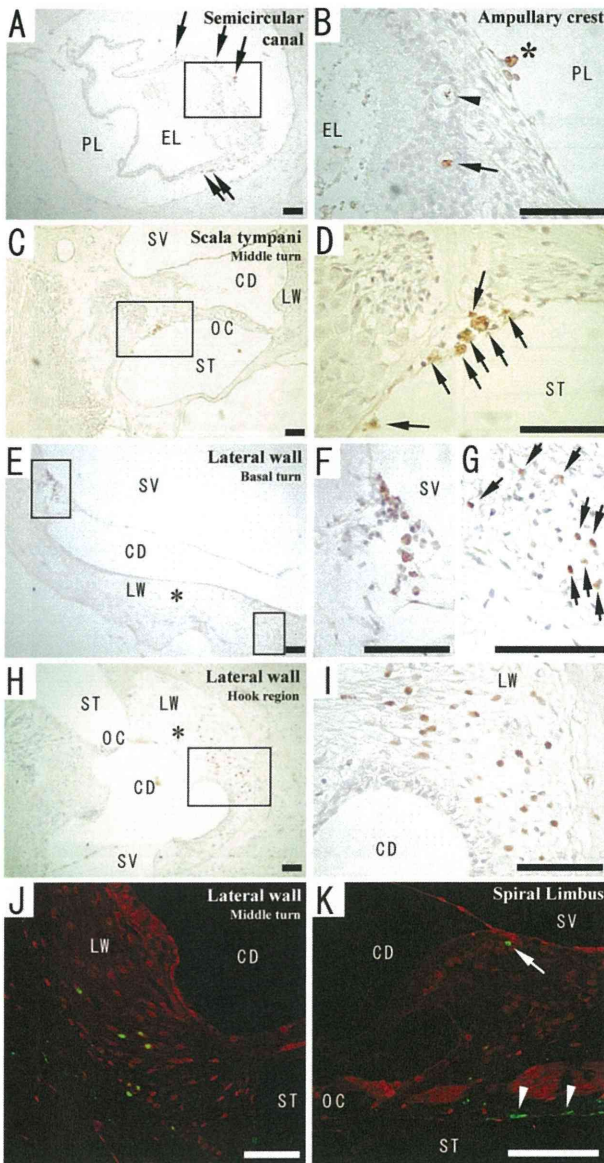 A Semicircular
canal
PL
EL
B Ampullary crest
*
PL
EL
C Scala tympani
Middle turn
SV
CD
LW
OC
ST
D
ST
E Lateral wall
Basal turn
SV
CD
LW
*
F
SV
G
H Lateral wall
Hook region
ST
LW
OC
*
CD
SV
I
LW
CD
J Lateral wall
Middle turn
LW
CD
ST
K Spiral Limbus
SV
CD
OC
ST